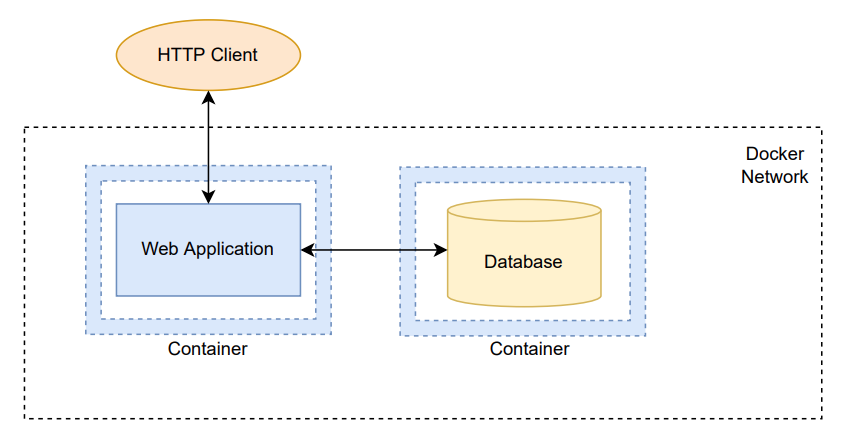 HTTP Client
Docker
Network
Web Application
Database
Container
Container